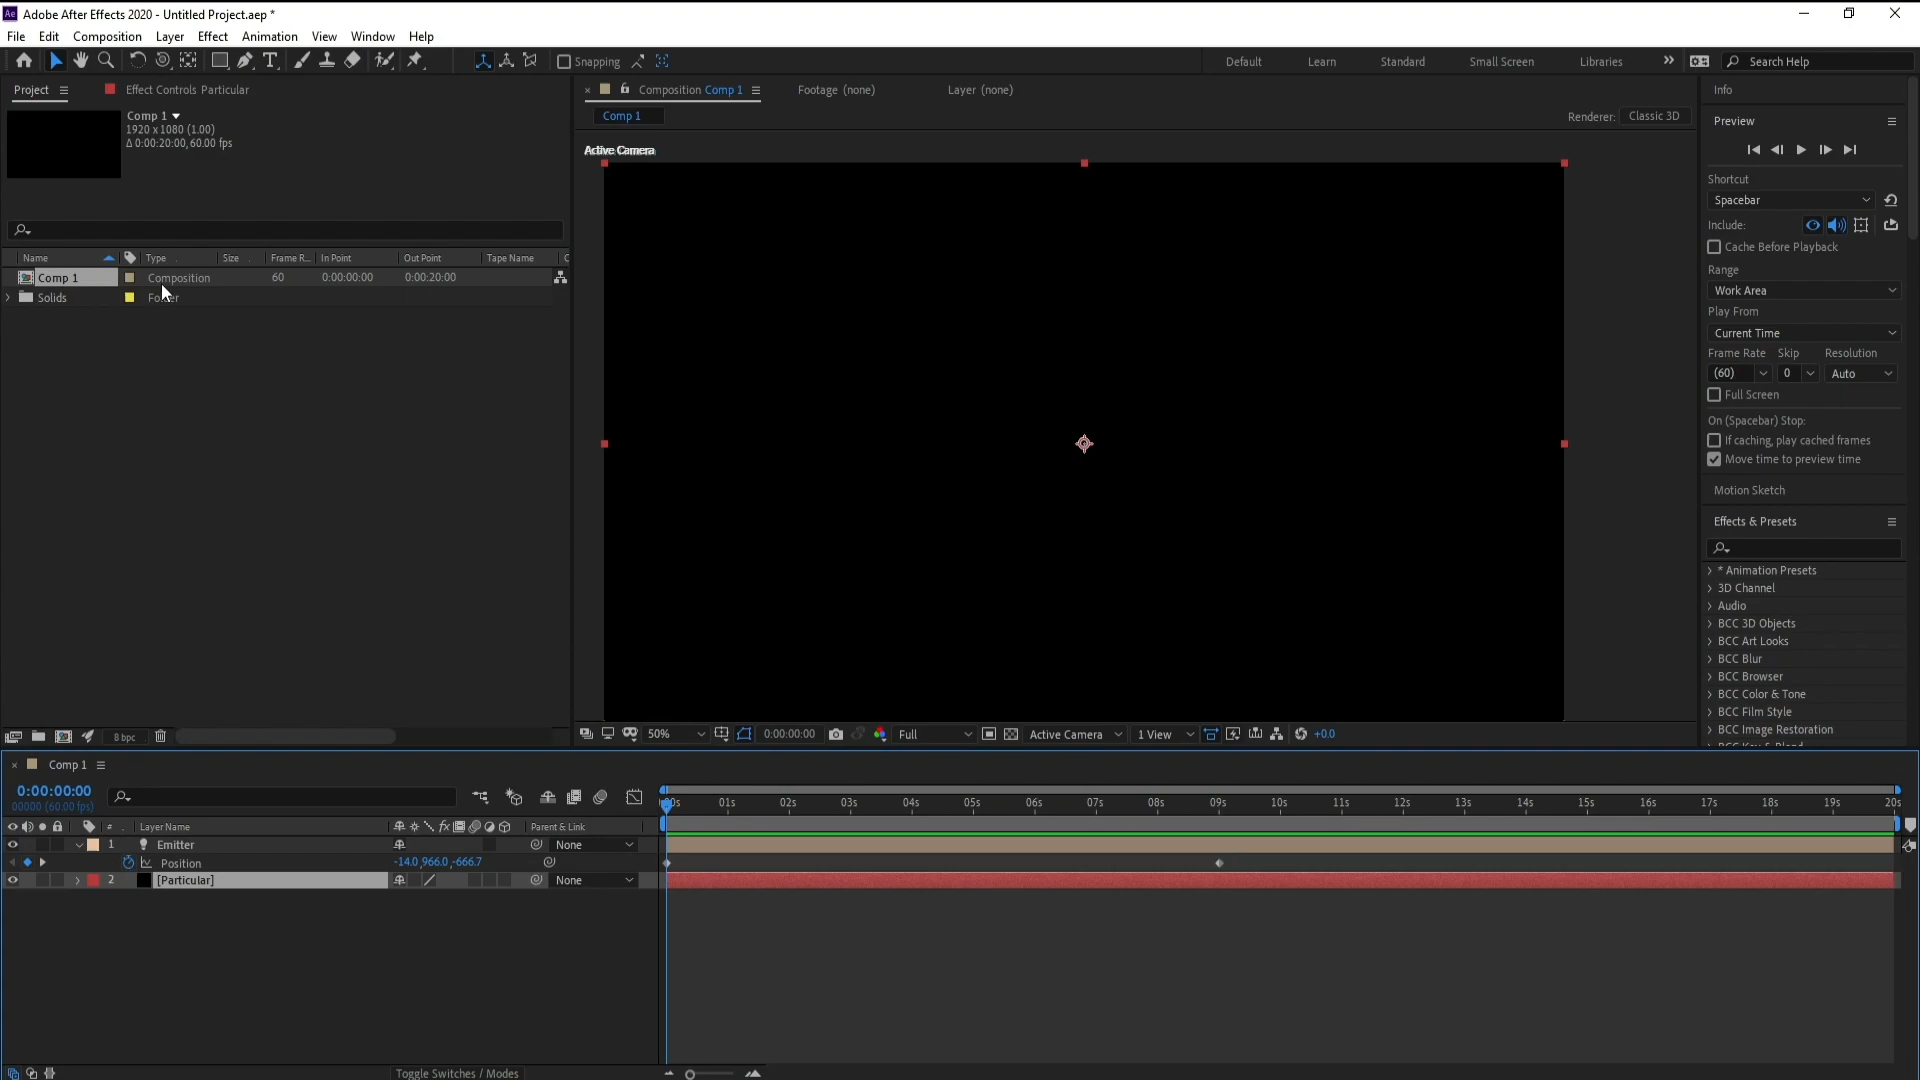 Adobe After Effects 2020 - Untitled Project.aep *
File Edit Composition Layer Effect Animation View Window Help
Snapping
Default Learn Standard Small Screen Libraries
Search Help
Project
Effect Controls Particular
Comp 1
1920 x 1080 (1.00)
Δ 0:00:20:00, 60.00 fps
Name Type Size Frame R... In Point Out Point Tape Name
Comp 1 Composition 60 0:00:00:00 0:00:20:00
Solids
8 bpc
Composition Comp 1
Footage (none)
Layer (none)
Comp 1
Renderer: Classic 3D
Active Camera
50% 0:00:00:00 Full Active Camera 1 View +0.0
Info
Preview
Shortcut
Spacebar
Include:
Cache Before Playback
Range
Work Area
Play From
Current Time
Frame Rate Skip Resolution
(60) 0 Auto
Full Screen
On (Spacebar) Stop:
If caching, play cached frames
Move time to preview time
Motion Sketch
Effects & Presets
* Animation Presets
3D Channel
Audio
BCC 3D Objects
BCC Art Looks
BCC Blur
BCC Browser
BCC Color & Tone
BCC Film Style
BCC Image Restoration
Comp 1
0:00:00:00
00000 (60.00 fps)
01s 02s 03s 04s 05s 06s 07s 08s 09s 10s 11s 12s 13s 14s 15s 16s 17s 18s 19s 20s
# Layer Name Parent & Link
1 Emitter None
Position -14.0,966.0,-666.7
2 [Particular] None
Toggle Switches / Modes